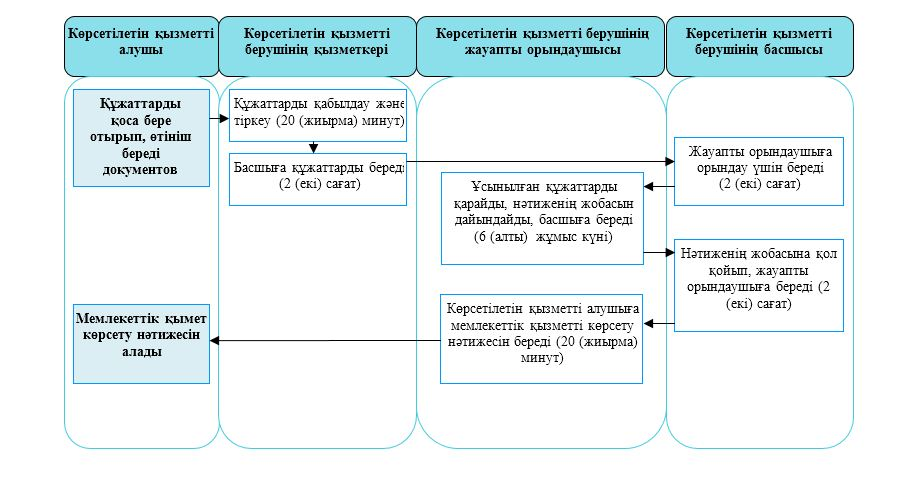 Көрсетілетін қызметті
алушы
Көрсетілетін қызметті
берушінің қызметкері
Көрсетілетін қызметті берушінің
жауапты орындаушысы
Көрсетілетін қызметті
берушінің басшысы
Құжаттарды
қоса бере
отырып, өтініш
береді
документов
Құжаттарды қабылдау және
тіркеу (20 (жиырма) минут)
Басшыға құжаттарды береді
(2 (екі) сағат)
Жауапты орындаушыға
орындау үшін береді
(2 (екі) сағат)
Ұсынылған құжаттарды
қарайды, нәтиженің жобасын
дайындайды, басшыға береді
(6 (алты) жұмыс күні)
Нәтиженің жобасына қол
қойып, жауапты
орындаушыға береді (2
(екі) сағат)
Көрсетілетін қызметті алушыға
мемлекеттік қызметті көрсету
нәтижесін береді (20 (жиырма)
минут)
Мемлекеттік қымет
көрсету нәтижесін
алады